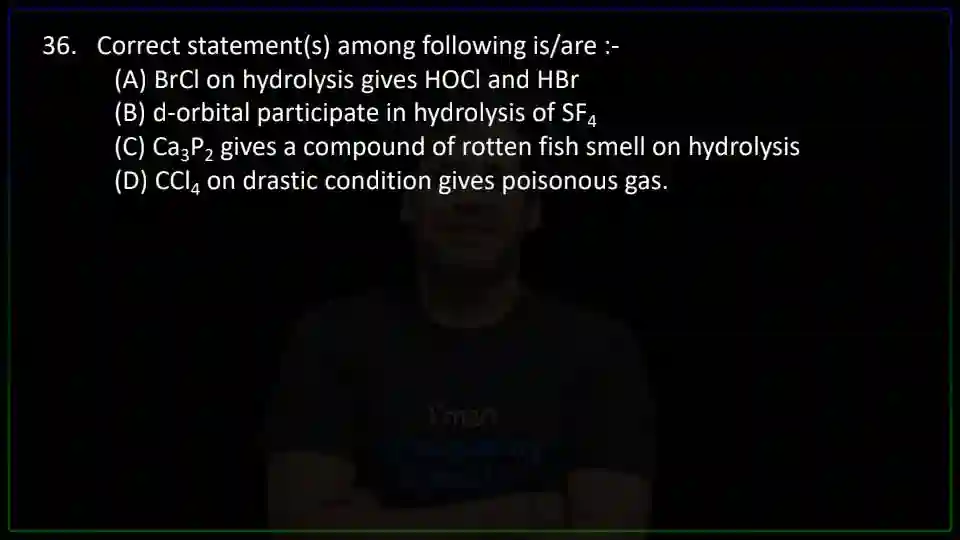 36. Correct statement(s) among following is/are :-
(A) BrCl on hydrolysis gives HOCl and HBr
(B) d-orbital participate in hydrolysis of SF₄
(C) Ca₃P₂ gives a compound of rotten fish smell on hydrolysis
(D) CCl₄ on drastic condition gives poisonous gas.